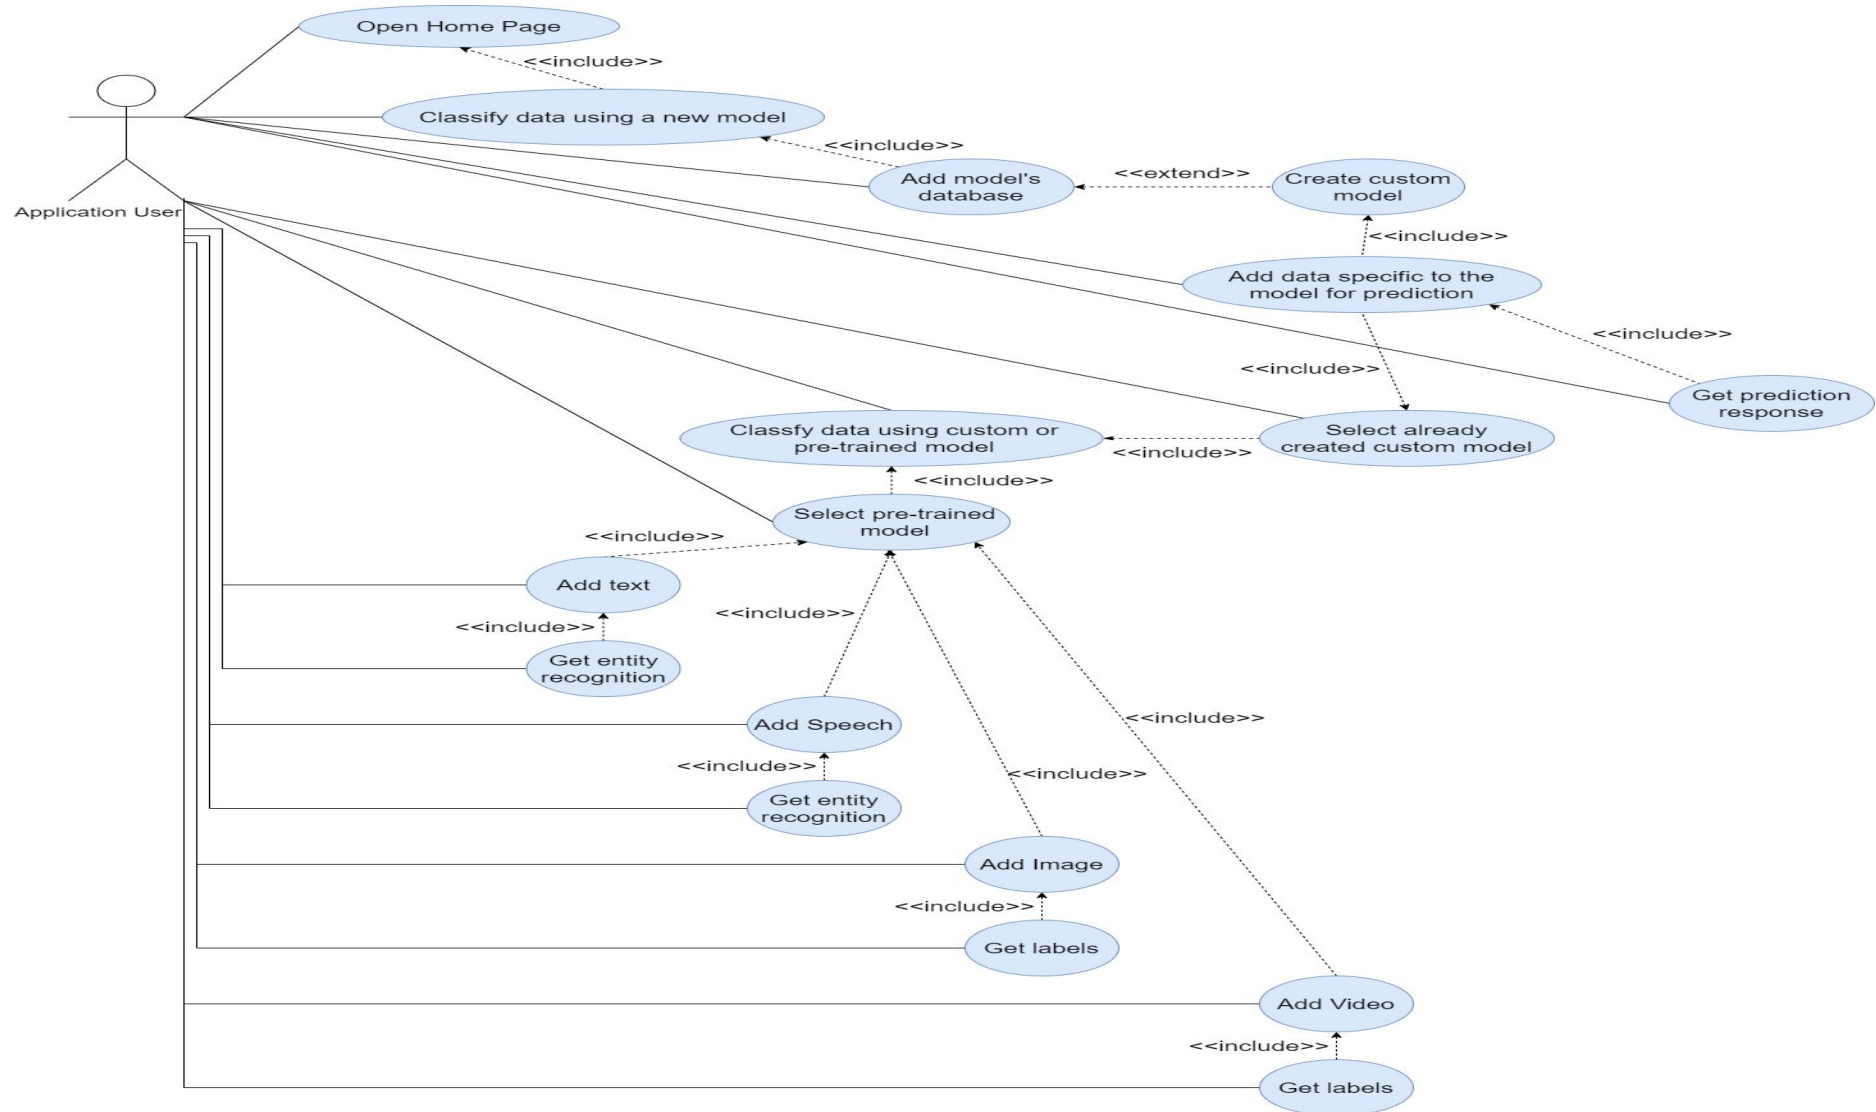 Open Home Page
<<include>>
Classify data using a new model
<<include>>
Add model's
database
<<extend>>
Create custom
model
Application User
<<include>>
Add data specific to the
model for prediction
<<include>>
<<include>>
Get prediction
response
Classfy data using custom or
pre-trained model
<<include>>
Select already
created custom model
<<include>>
Select pre-trained
model
<<include>>
Add text
<<include>>
Get entity
recognition
<<include>>
Add Speech
<<include>>
Get entity
recognition
<<include>>
<<include>>
Add Image
<<include>>
Get labels
Add Video
<<include>>
Get labels